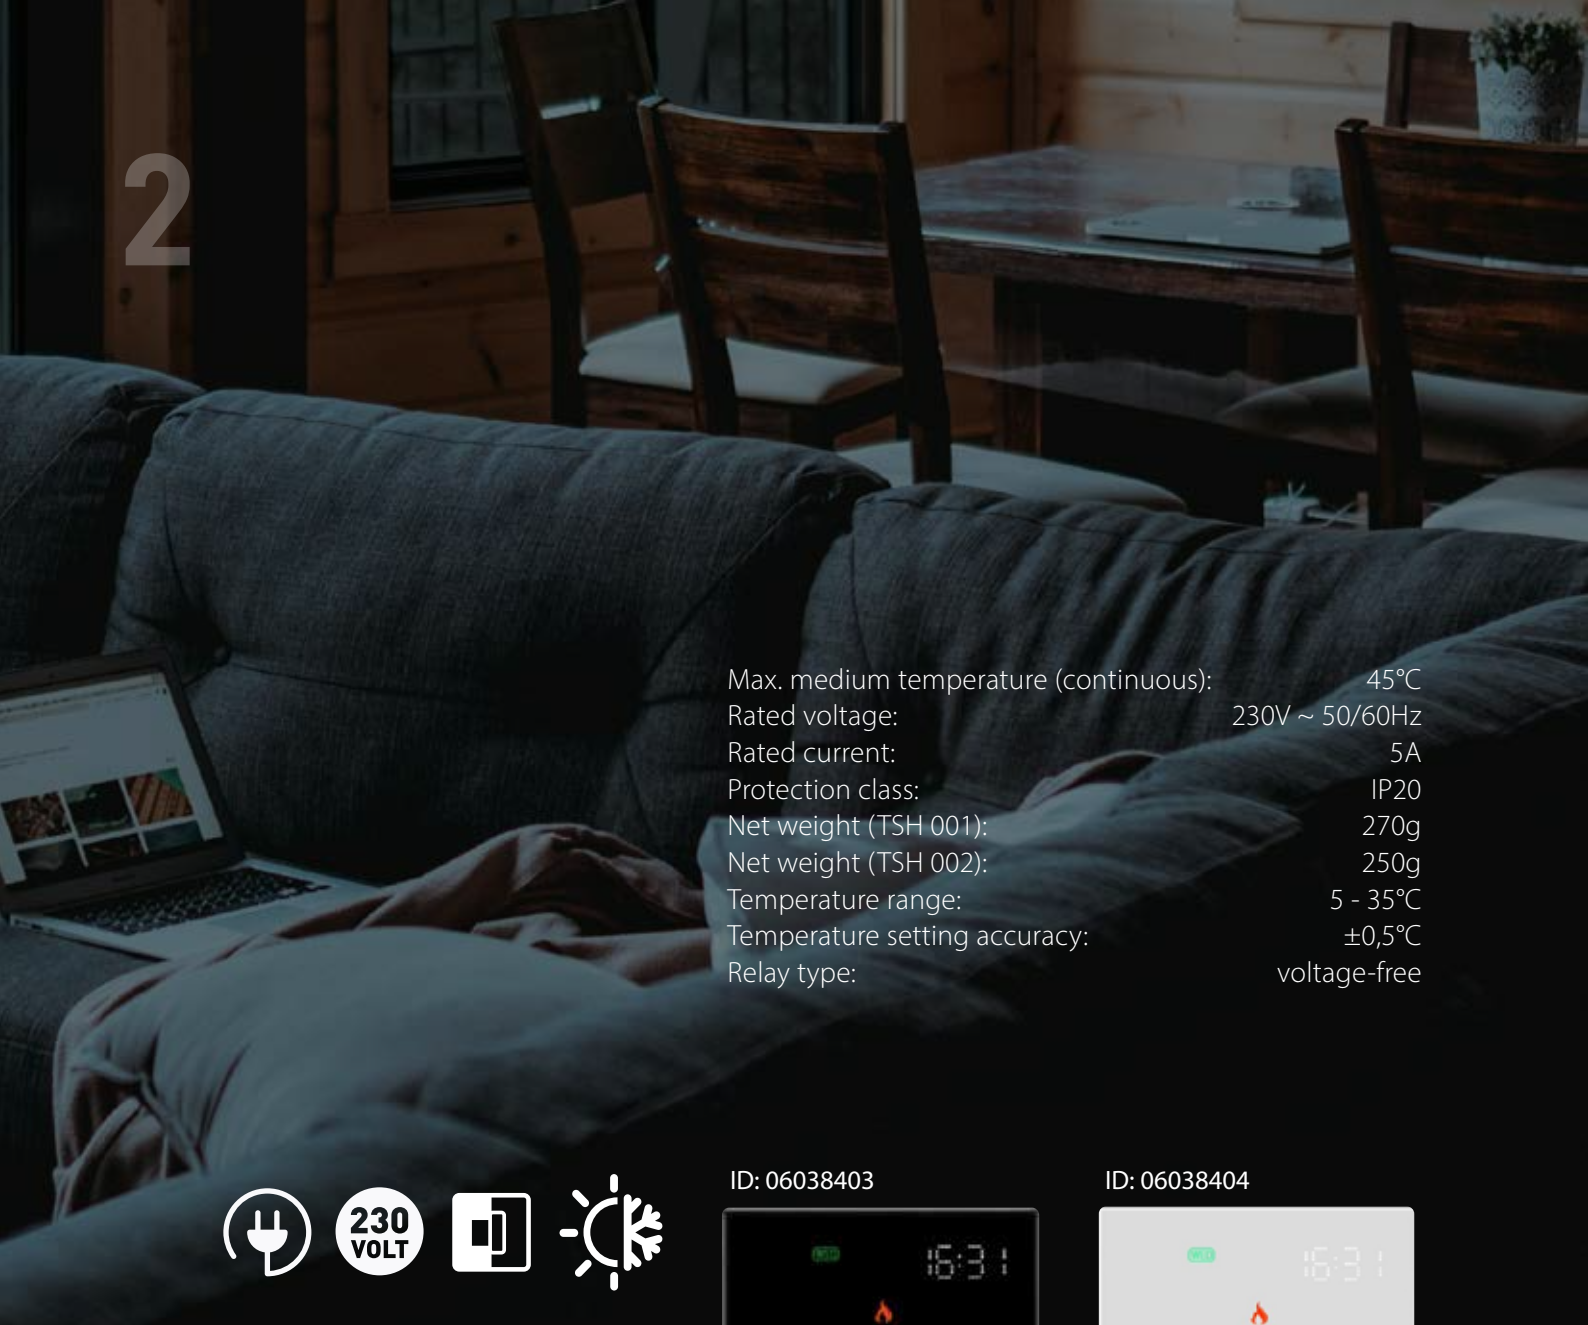 2
Max. medium temperature (continuous): 45°C
Rated voltage: 230V ~ 50/60Hz
Rated current: 5A
Protection class: IP20
Net weight (TSH 001): 270g
Net weight (TSH 002): 250g
Temperature range: 5 - 35°C
Temperature setting accuracy: ±0,5°C
Relay type: voltage-free
ID: 06038403
ID: 06038404
230
VOLT
16:31
16:31